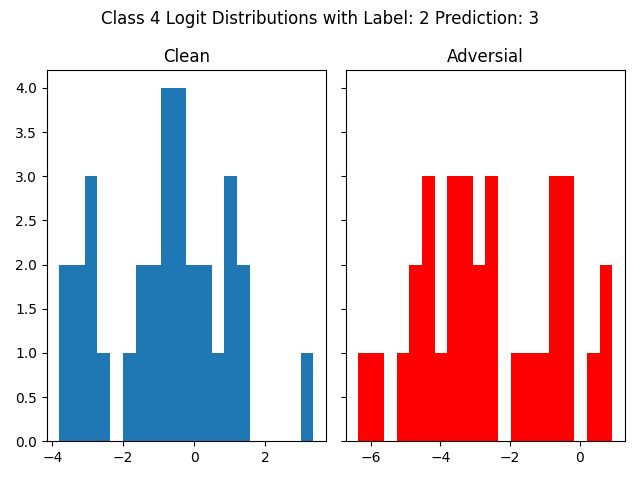 Class 4 Logit Distributions with Label: 2 Prediction: 3
Clean
Adversial
4.0
3.5
3.0
2.5
2.0
1.5
1.0
0.5
0.0
−4 −2 0 2
−6 −4 −2 0